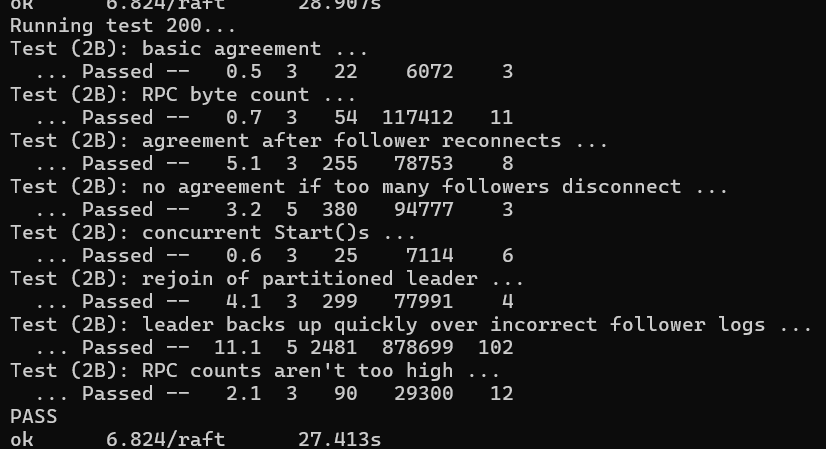 ok      6.824/raft      28.907s
Running test 200...
Test (2B): basic agreement ...
  ... Passed --   0.5  3   22    6072    3
Test (2B): RPC byte count ...
  ... Passed --   0.7  3   54  117412   11
Test (2B): agreement after follower reconnects ...
  ... Passed --   5.1  3  255   78753    8
Test (2B): no agreement if too many followers disconnect ...
  ... Passed --   3.2  5  380   94777    3
Test (2B): concurrent Start()s ...
  ... Passed --   0.6  3   25    7114    6
Test (2B): rejoin of partitioned leader ...
  ... Passed --   4.1  3  299   77991    4
Test (2B): leader backs up quickly over incorrect follower logs ...
  ... Passed --  11.1  5 2481  878699  102
Test (2B): RPC counts aren't too high ...
  ... Passed --   2.1  3   90   29300   12
PASS
ok      6.824/raft      27.413s